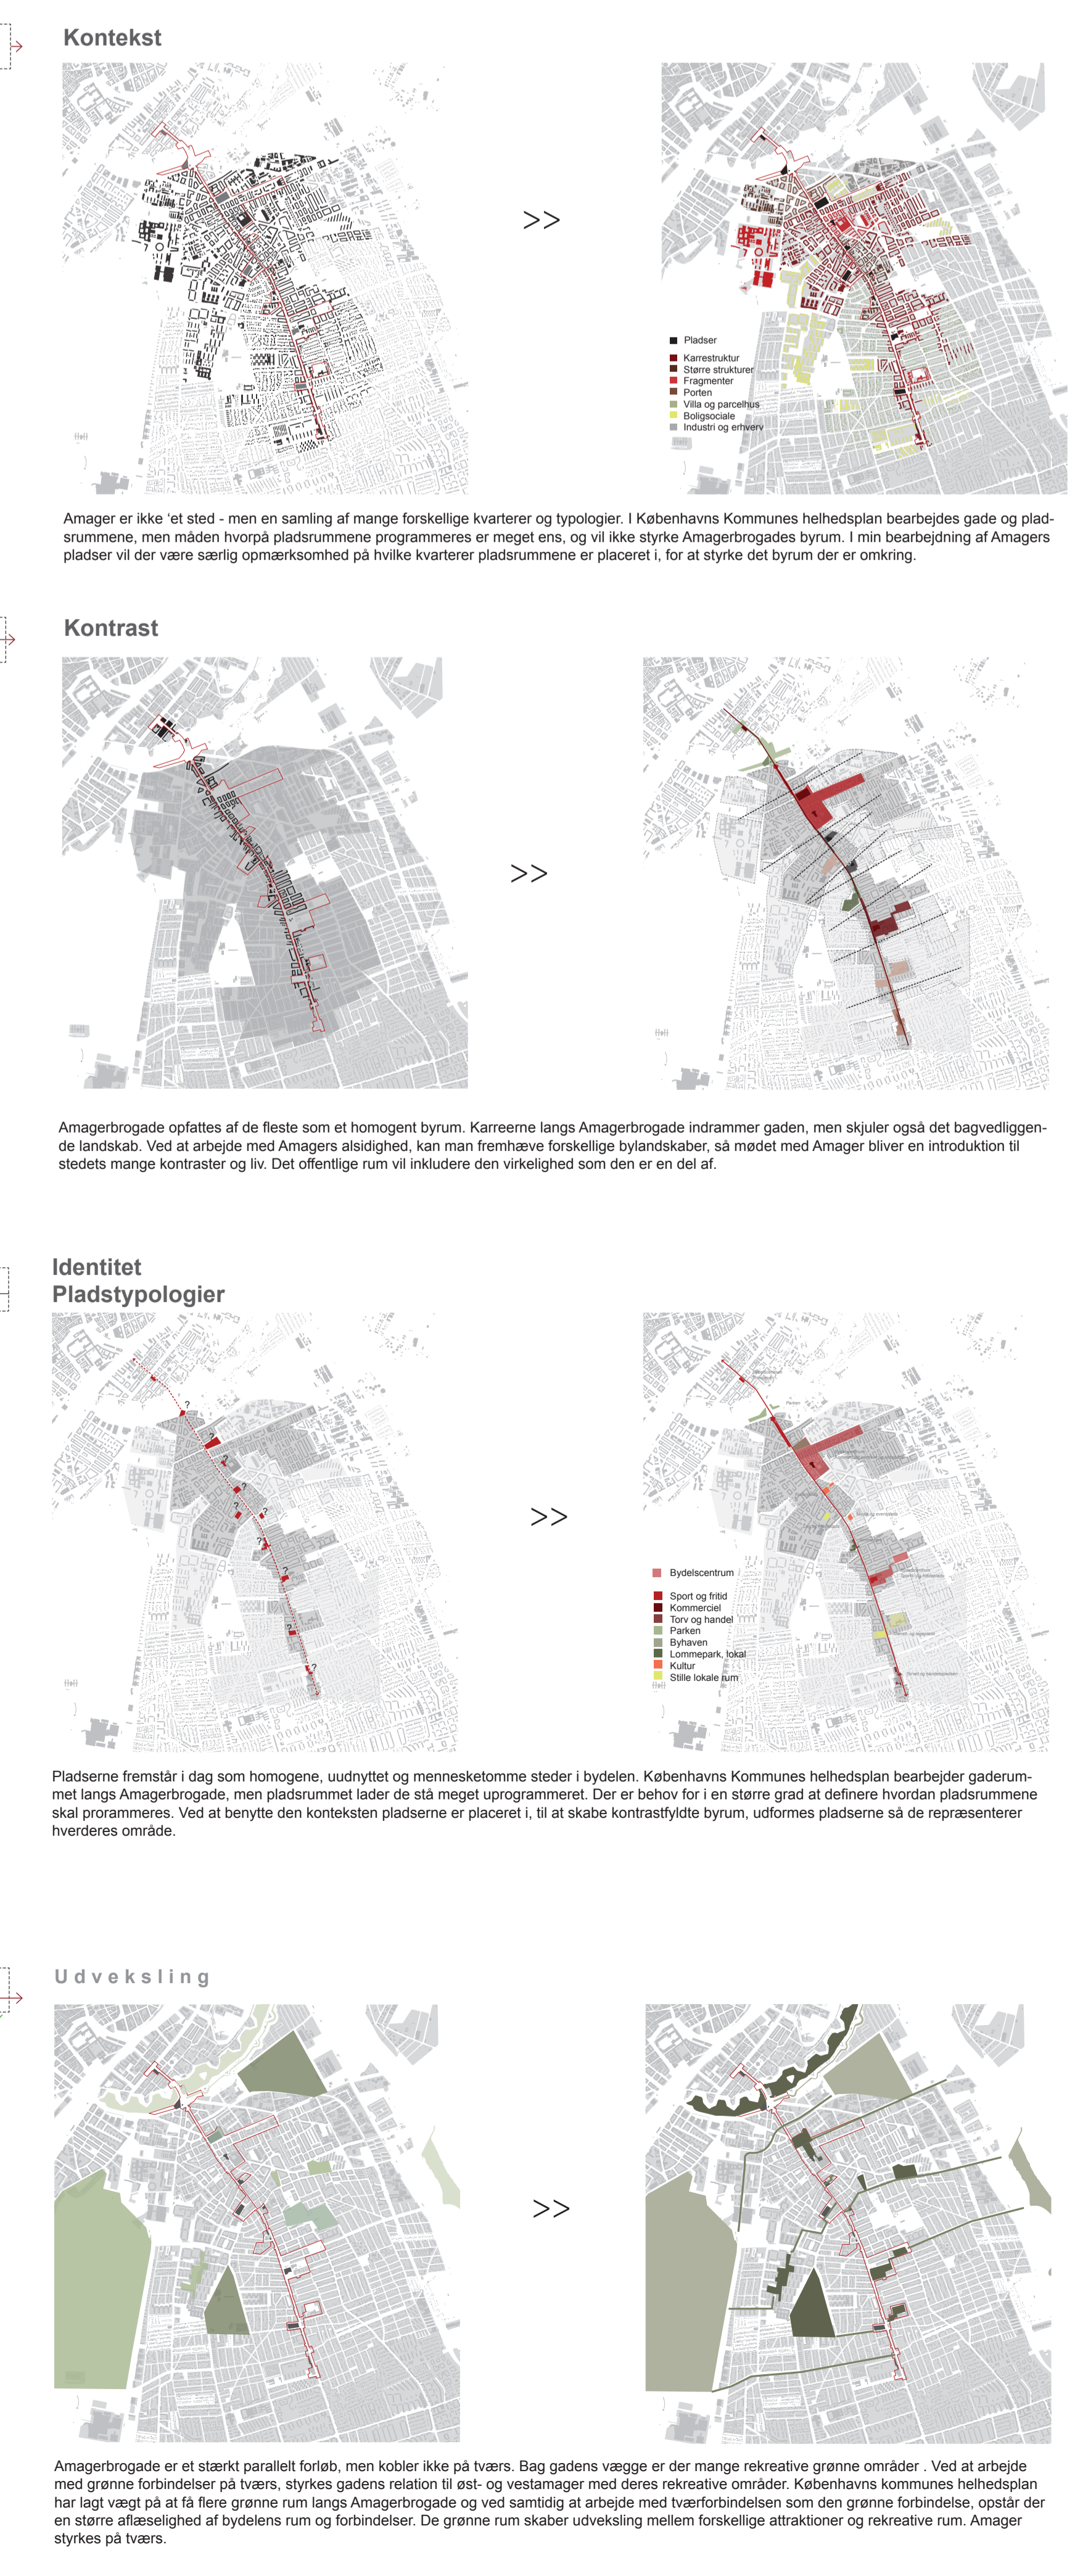 Kontekst
>>
Pladser
Karrestruktur
Større strukturer
Fragmenter
Porten
Villa og parcelhus
Boligsociale
Industri og erhverv
Amager er ikke ‘et sted - men en samling af mange forskellige kvarterer og typologier. I Københavns Kommunes helhedsplan bearbejdes gade og plad-
srummene, men måden hvorpå pladsrummene programmeres er meget ens, og vil ikke styrke Amagerbrogades byrum. I min bearbejdning af Amagers
pladser vil der være særlig opmærksomhed på hvilke kvarterer pladsrummene er placeret i, for at styrke det byrum der er omkring.
Kontrast
>>
Amagerbrogade opfattes af de fleste som et homogent byrum. Karreerne langs Amagerbrogade indrammer gaden, men skjuler også det bagvedliggen-
de landskab. Ved at arbejde med Amagers alsidighed, kan man fremhæve forskellige bylandskaber, så mødet med Amager bliver en introduktion til
stedets mange kontraster og liv. Det offentlige rum vil inkludere den virkelighed som den er en del af.
Identitet
Pladstypologier
?
?
?
?
?
?
?
?
?
?
>>
Bydelscentrum
Sport og fritid
Kommerciel
Torv og handel
Parken
Byhaven
Lommepark, lokal
Kultur
Stille lokale rum
Pladserne fremstår i dag som homogene, uudnyttet og mennesketomme steder i bydelen. Københavns Kommunes helhedsplan bearbejder gaderum-
met langs Amagerbrogade, men pladsrummet lader de stå meget uprogrammeret. Der er behov for i en større grad at definere hvordan pladsrummene
skal prorammeres. Ved at benytte den konteksten pladserne er placeret i, til at skabe kontrastfyldte byrum, udformes pladserne så de repræsenterer
hverderes område.
Udveksling
>>
Amagerbrogade er et stærkt parallelt forløb, men kobler ikke på tværs. Bag gadens vægge er der mange rekreative grønne områder . Ved at arbejde
med grønne forbindelser på tværs, styrkes gadens relation til øst- og vestamager med deres rekreative områder. Københavns kommunes helhedsplan
har lagt vægt på at få flere grønne rum langs Amagerbrogade og ved samtidig at arbejde med tværforbindelsen som den grønne forbindelse, opstår der
en større aflæselighed af bydelens rum og forbindelser. De grønne rum skaber udveksling mellem forskellige attraktioner og rekreative rum. Amager
styrkes på tværs.